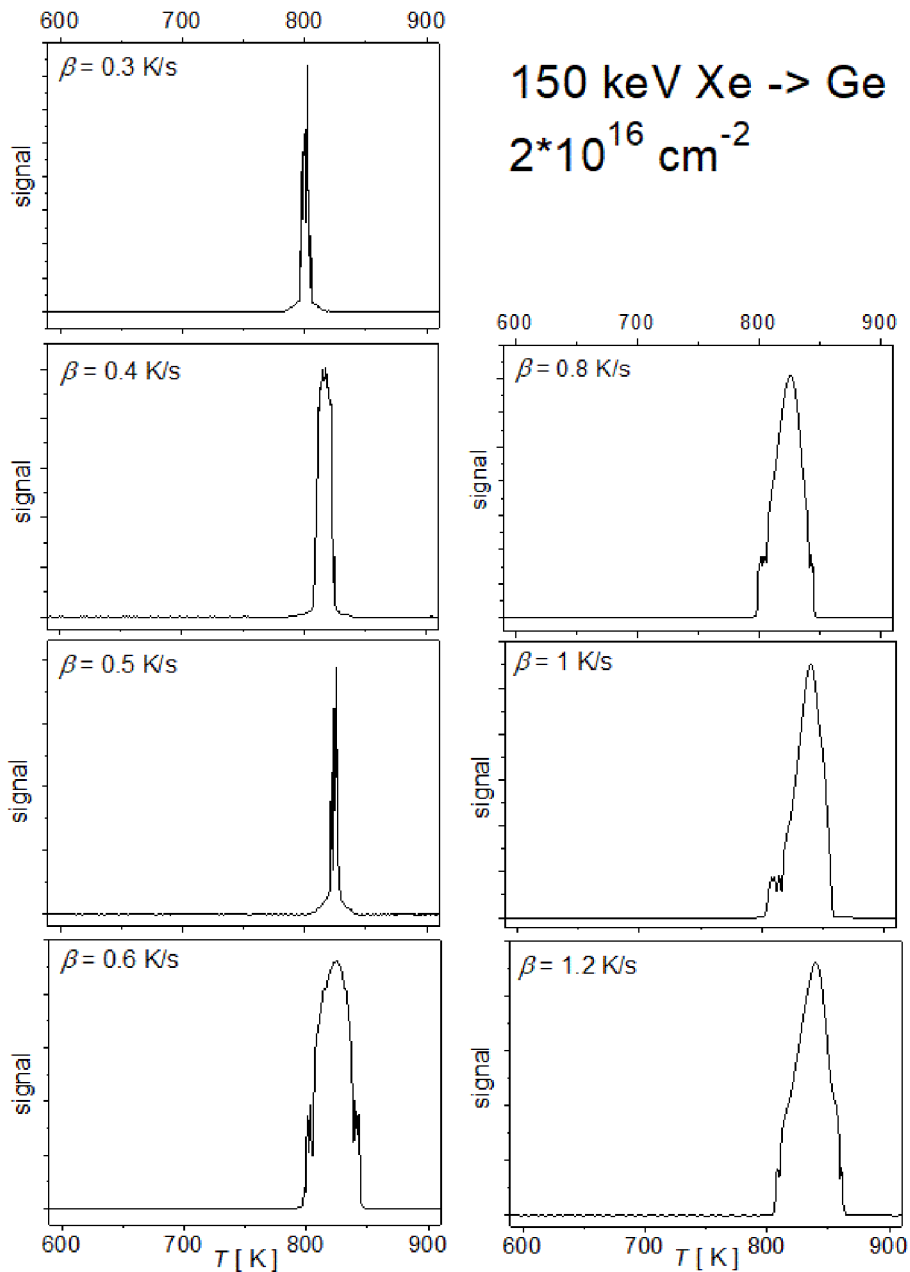 600 700 800 900
β = 0.3 K/s
signal
150 keV Xe -> Ge
2*10^16 cm^-2
β = 0.4 K/s
signal
600 700 800 900
β = 0.8 K/s
signal
β = 0.5 K/s
signal
β = 1 K/s
signal
β = 0.6 K/s
signal
600 700 800 900
T [ K ]
β = 1.2 K/s
signal
600 700 800 900
T [ K ]